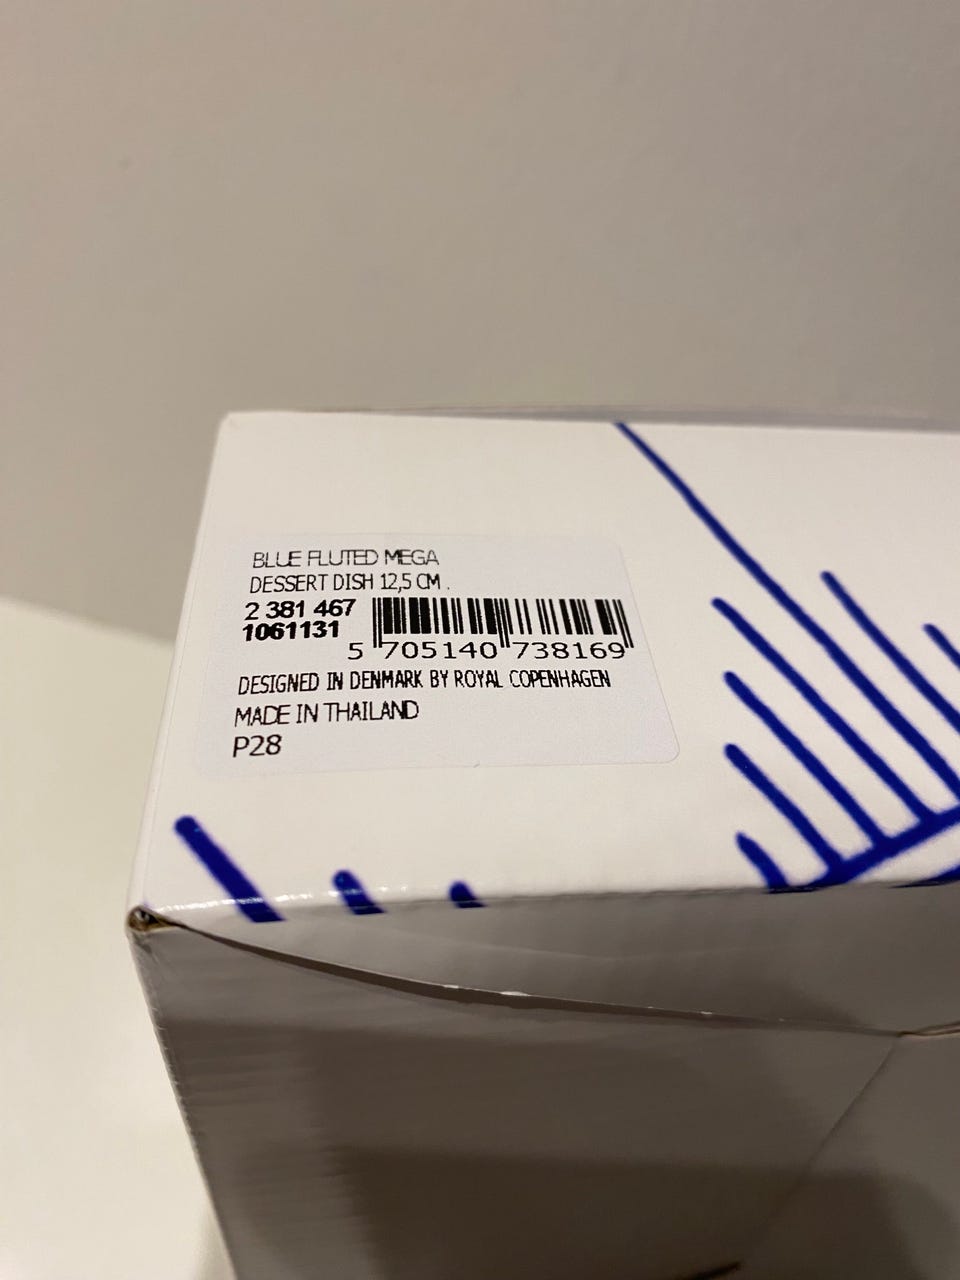 BLUE FLUTED MEGA
DESSERT DISH 12,5 CM .
2 381 467
1061131
5 705140 738169
DESIGNED IN DENMARK BY ROYAL COPENHAGEN
MADE IN THAILAND
P28